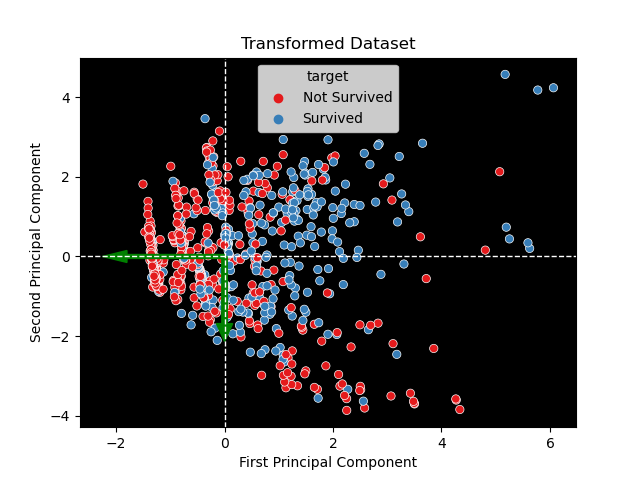 Transformed Dataset
target
Not Survived
Survived
Second Principal Component
4
2
0
−2
−4
−2
0
2
4
6
First Principal Component